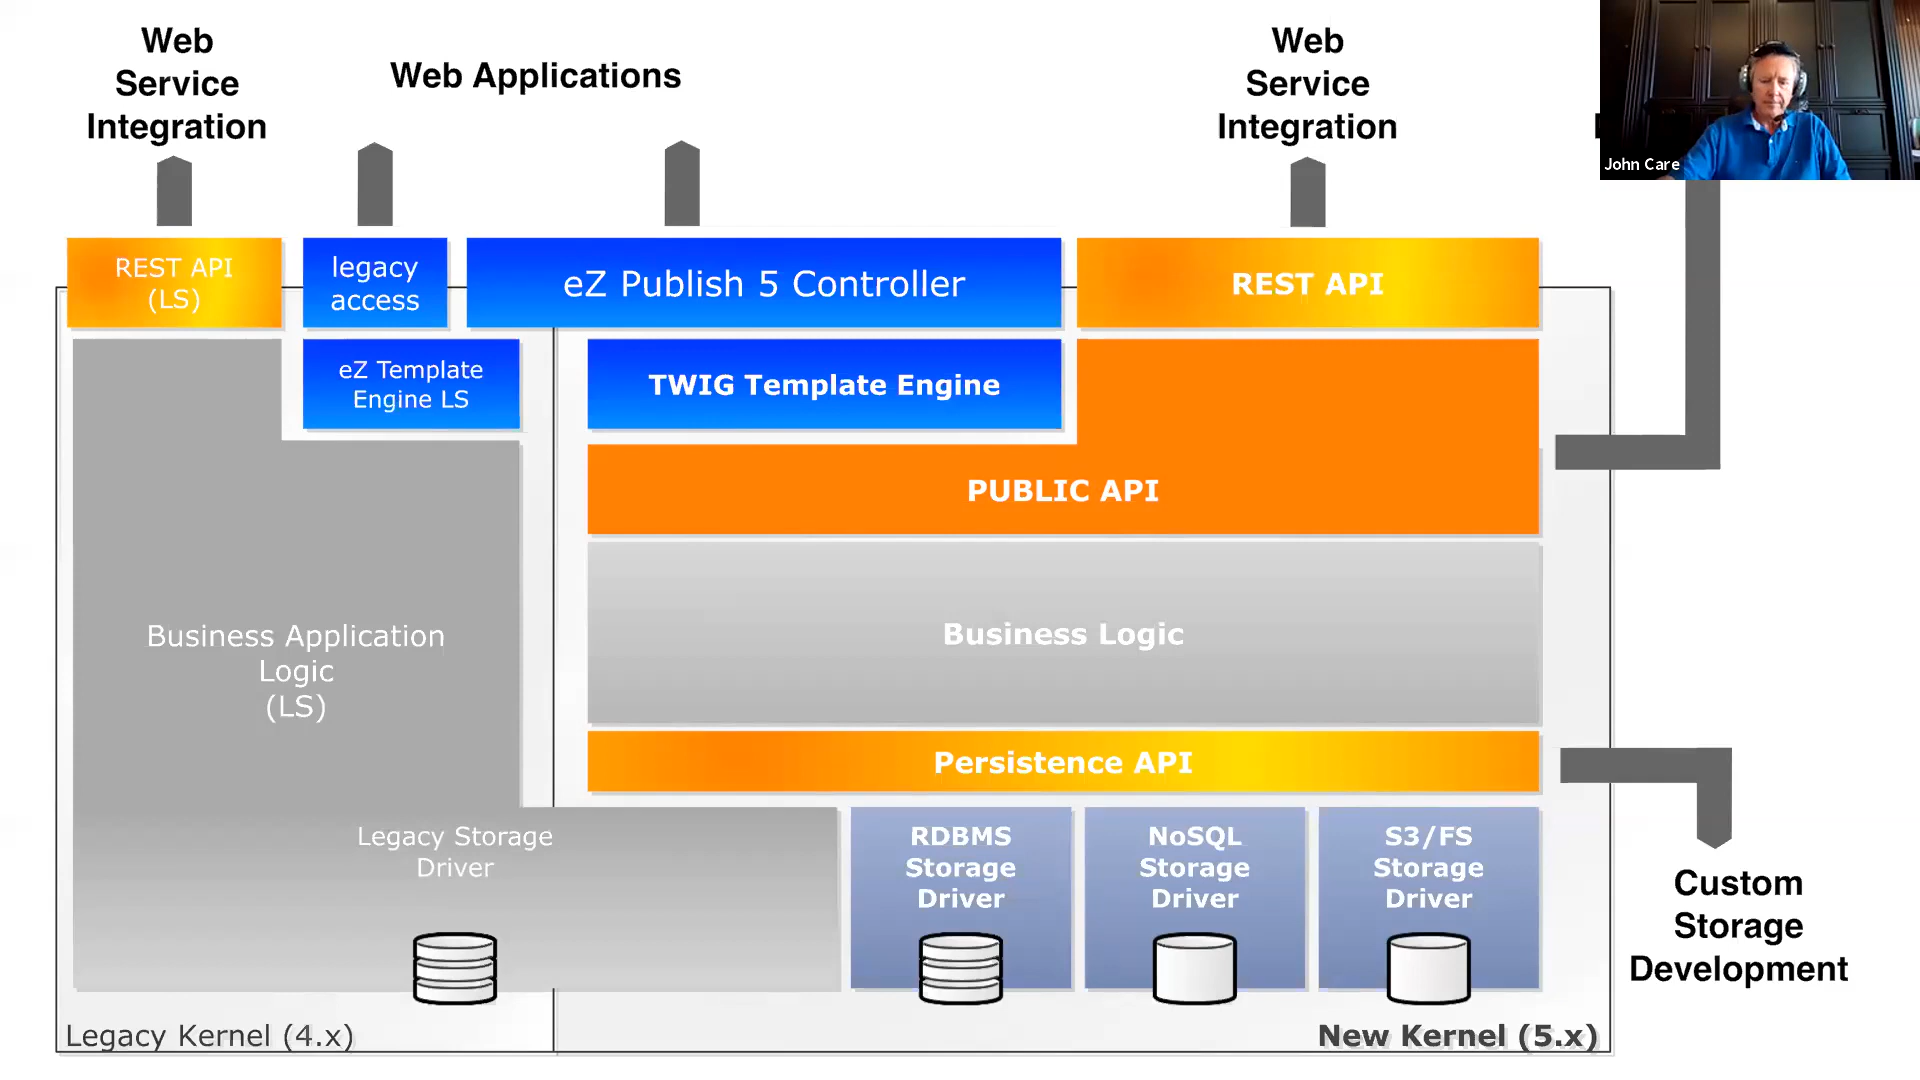 Web
Service
Integration
Web Applications
Web
Service
Integration
John Care
REST API
(LS)
legacy
access
eZ Publish 5 Controller
REST API
eZ Template
Engine LS
TWIG Template Engine
PUBLIC API
Business Application
Logic
(LS)
Business Logic
Persistence API
Legacy Storage
Driver
RDBMS
Storage
Driver
NoSQL
Storage
Driver
S3/FS
Storage
Driver
Custom
Storage
Development
Legacy Kernel (4.x)
New Kernel (5.x)